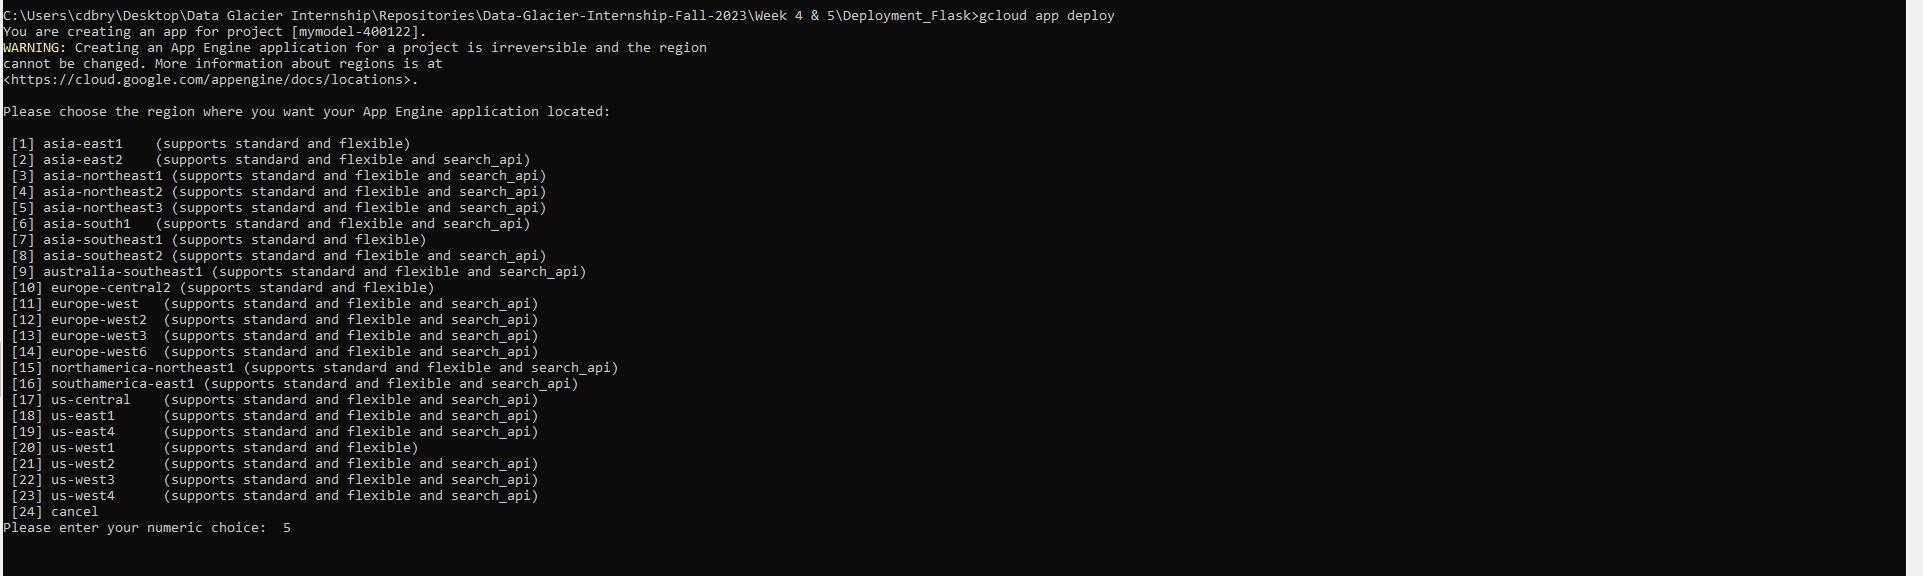 C:\Users\cdbry\Desktop\Data Glacier Internship\Repositories\Data-Glacier-Internship-Fall-2023\Week 4 & 5\Deployment_Flask>gcloud app deploy
You are creating an app for project [mymodel-400122].
WARNING: Creating an App Engine application for a project is irreversible and the region
cannot be changed. More information about regions is at
<https://cloud.google.com/appengine/docs/locations>.

Please choose the region where you want your App Engine application located:

 [1] asia-east1    (supports standard and flexible)
 [2] asia-east2    (supports standard and flexible and search_api)
 [3] asia-northeast1 (supports standard and flexible and search_api)
 [4] asia-northeast2 (supports standard and flexible and search_api)
 [5] asia-northeast3 (supports standard and flexible and search_api)
 [6] asia-south1   (supports standard and flexible and search_api)
 [7] asia-southeast1 (supports standard and flexible)
 [8] asia-southeast2 (supports standard and flexible and search_api)
 [9] australia-southeast1 (supports standard and flexible and search_api)
 [10] europe-central2 (supports standard and flexible)
 [11] europe-west   (supports standard and flexible and search_api)
 [12] europe-west2  (supports standard and flexible and search_api)
 [13] europe-west3  (supports standard and flexible and search_api)
 [14] europe-west6  (supports standard and flexible and search_api)
 [15] northamerica-northeast1 (supports standard and flexible and search_api)
 [16] southamerica-east1 (supports standard and flexible and search_api)
 [17] us-central    (supports standard and flexible and search_api)
 [18] us-east1      (supports standard and flexible and search_api)
 [19] us-east4      (supports standard and flexible and search_api)
 [20] us-west1      (supports standard and flexible)
 [21] us-west2      (supports standard and flexible and search_api)
 [22] us-west3      (supports standard and flexible and search_api)
 [23] us-west4      (supports standard and flexible and search_api)
 [24] cancel
Please enter your numeric choice:  5